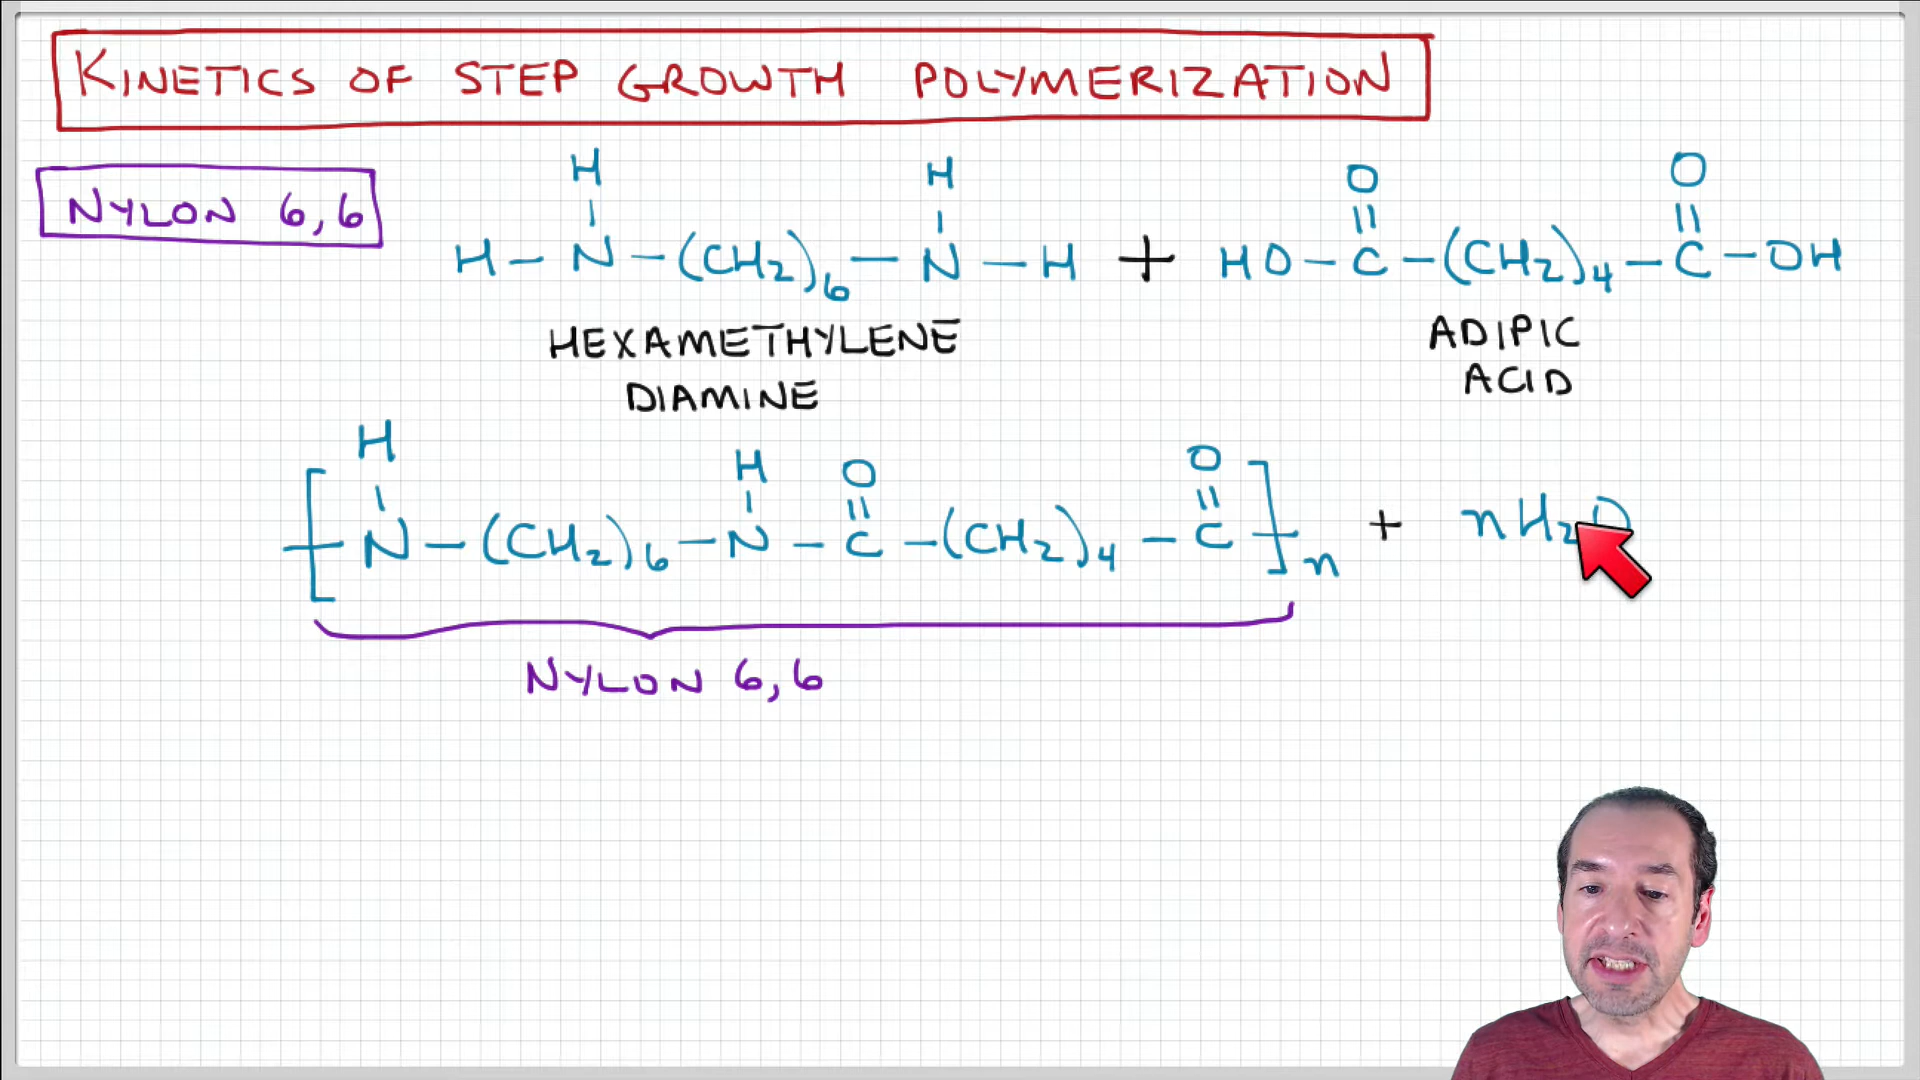 KINETICS OF STEP GROWTH POLYMERIZATION
NYLON 6,6
H H O O
| | || ||
H-N-(CH2)6-N-H + HO-C-(CH2)4-C-OH
HEXAMETHYLENE
DIAMINE
ADIPIC
ACID
H H O O
| | || ||
[-N-(CH2)6-N-C-(CH2)4-C-]n + nH2O
NYLON 6,6